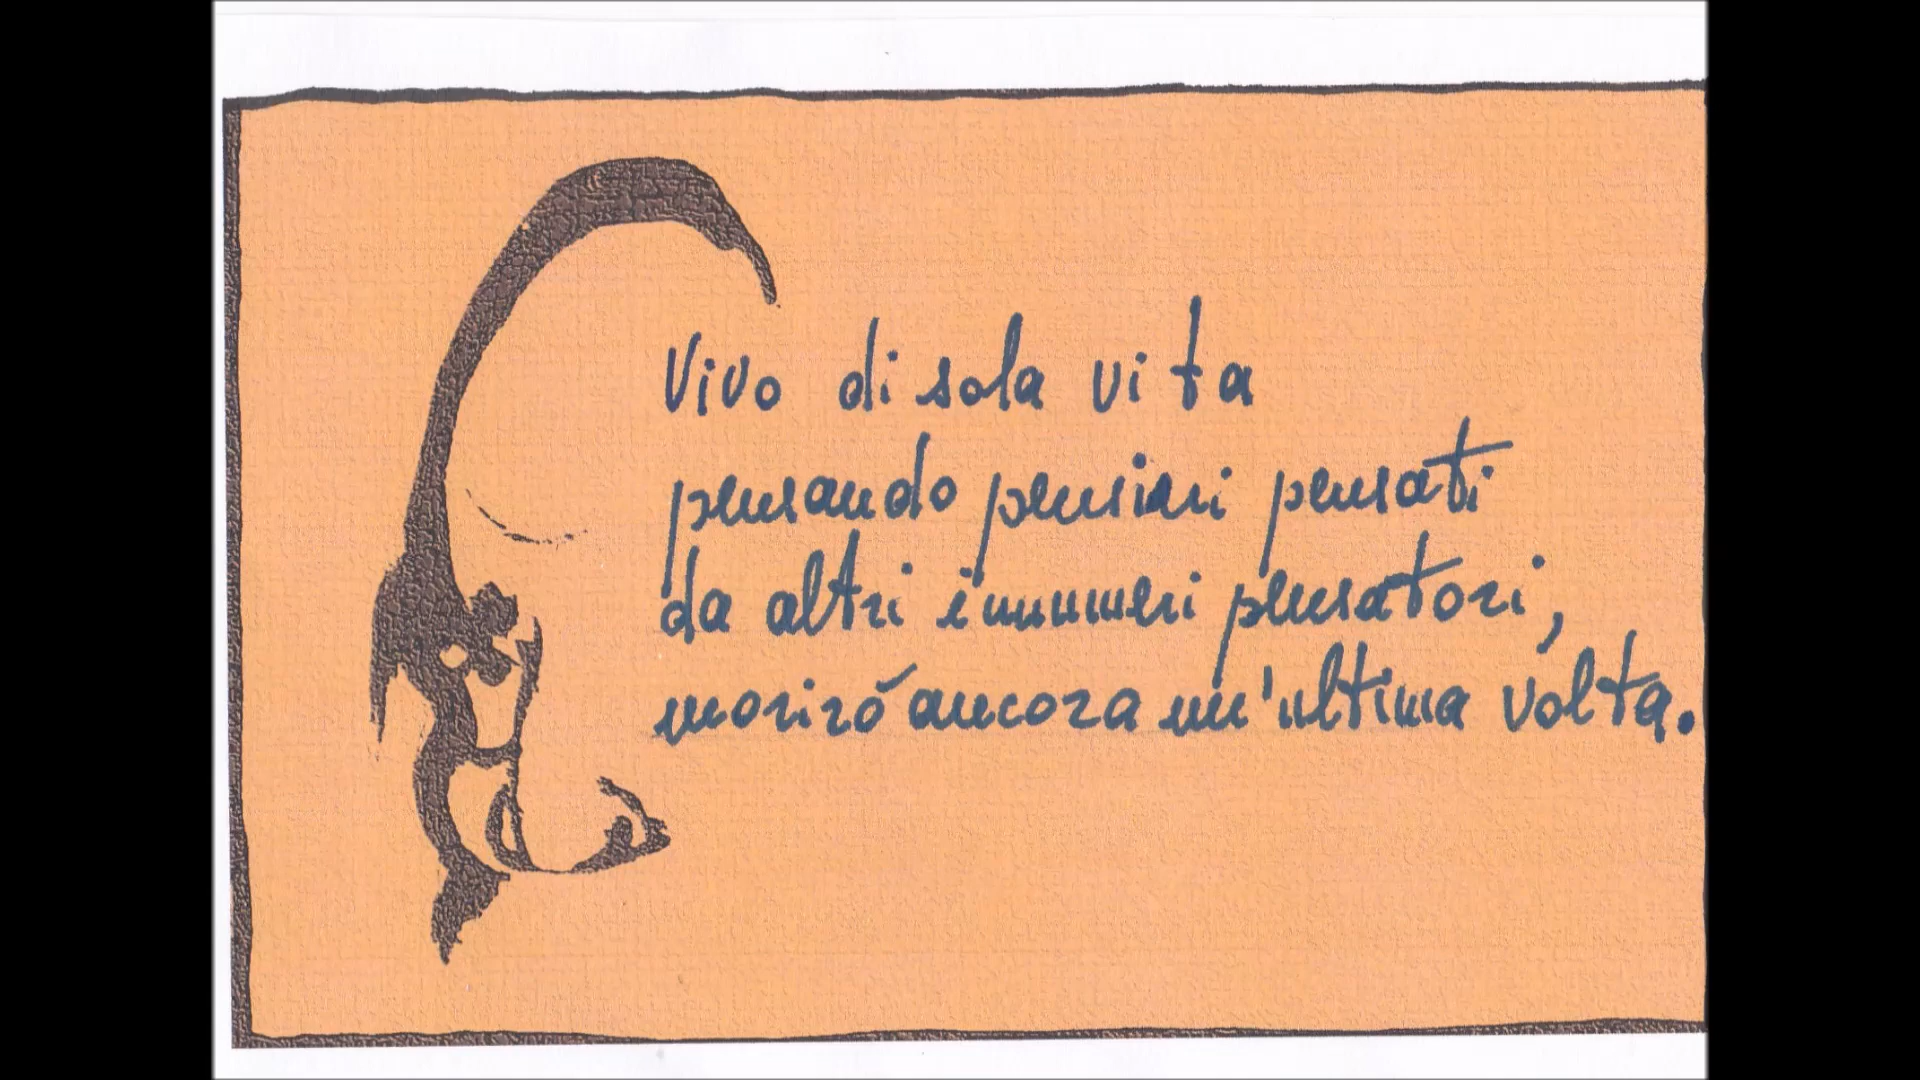 Vivo di sola vita
pensando pensieri pensati
da altri innumeri pensatori,
morirò ancora un'ultima volta.